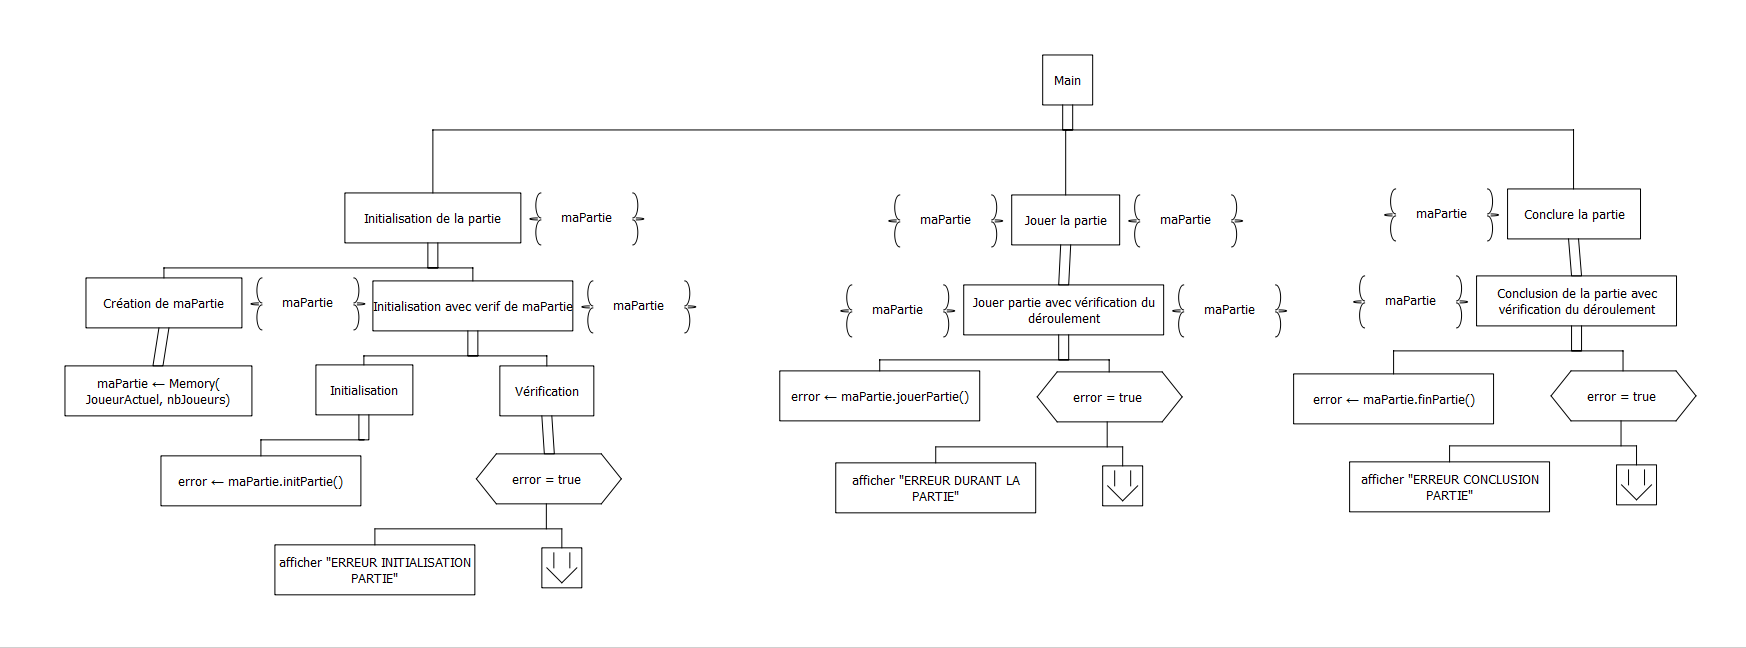 Main
Initialisation de la partie
maPartie
maPartie
Jouer la partie
maPartie
maPartie
Conclure la partie
Création de maPartie
maPartie
Initialisation avec verif de maPartie
maPartie
maPartie
Jouer partie avec vérification du
déroulement
maPartie
maPartie
Conclusion de la partie avec
vérification du déroulement
maPartie ← Memory(
JoueurActuel, nbJoueurs)
Initialisation
Vérification
error ← maPartie.jouerPartie()
error = true
error ← maPartie.finPartie()
error = true
error ← maPartie.initPartie()
error = true
afficher "ERREUR DURANT LA
PARTIE"
afficher "ERREUR CONCLUSION
PARTIE"
afficher "ERREUR INITIALISATION
PARTIE"